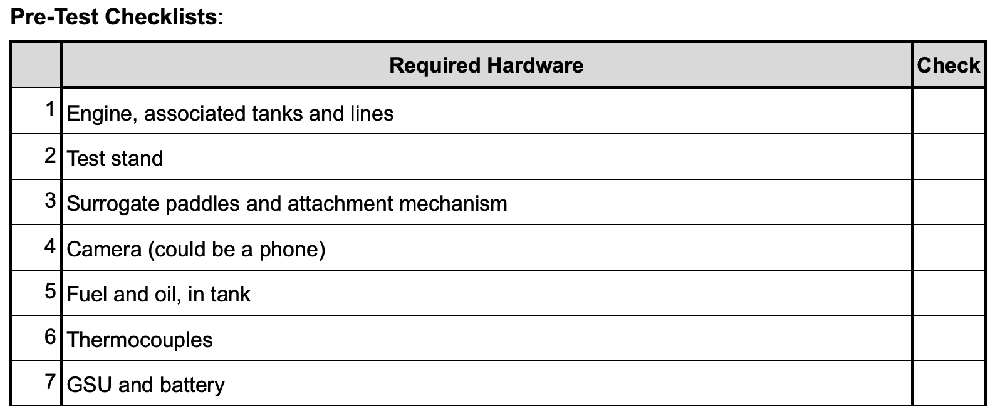 Pre-Test Checklists:
Required Hardware Check
1 Engine, associated tanks and lines
2 Test stand
3 Surrogate paddles and attachment mechanism
4 Camera (could be a phone)
5 Fuel and oil, in tank
6 Thermocouples
7 GSU and battery